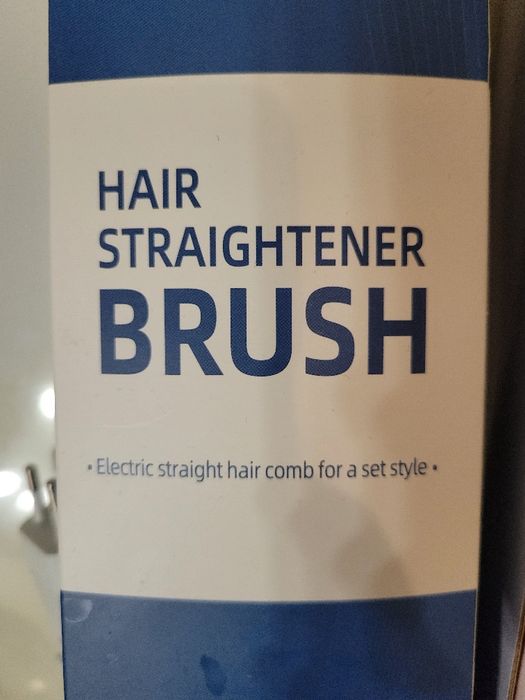 HAIR
STRAIGHTENER
BRUSH
• Electric straight hair comb for a set style •